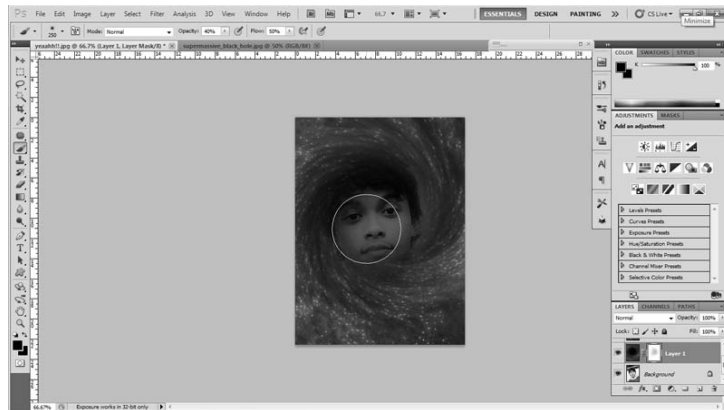 PS File Edit Image Layer Select Filter Analysis 3D View Window Help 66.7 ESSENTIALS DESIGN PAINTING CS Live
Minimize
250 Mode: Normal Opacity: 40% Flow: 50%
yeaahh!!.jpg @ 66.7% (Layer 1, Layer Mask/8) * supermassive_black_hole.jpg @ 50% (RGB/8#)
COLOR SWATCHES STYLES
K 100 %
ADJUSTMENTS MASKS
Add an adjustment
Levels Presets
Curves Presets
Exposure Presets
Hue/Saturation Presets
Black & White Presets
Channel Mixer Presets
Selective Color Presets
LAYERS CHANNELS PATHS
Normal Opacity: 100%
Lock: Fill: 100%
Layer 1
Background
66.67% Exposure works in 32-bit only